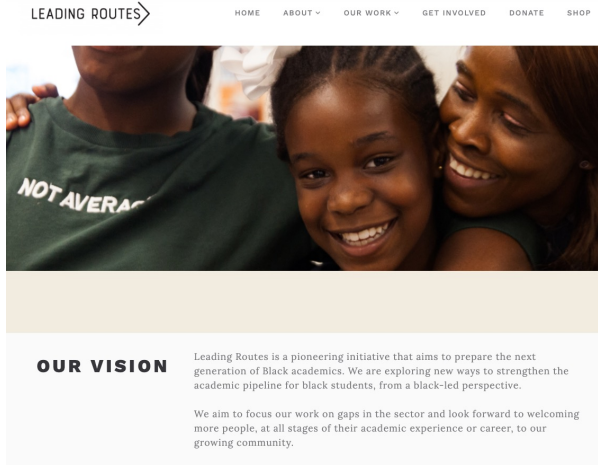 LEADING ROUTES
HOME ABOUT OUR WORK GET INVOLVED DONATE SHOP
NOT AVERAG
OUR VISION
Leading Routes is a pioneering initiative that aims to prepare the next
generation of Black academics. We are exploring new ways to strengthen the
academic pipeline for black students, from a black-led perspective.
We aim to focus our work on gaps in the sector and look forward to welcoming
more people, at all stages of their academic experience or career, to our
growing community.